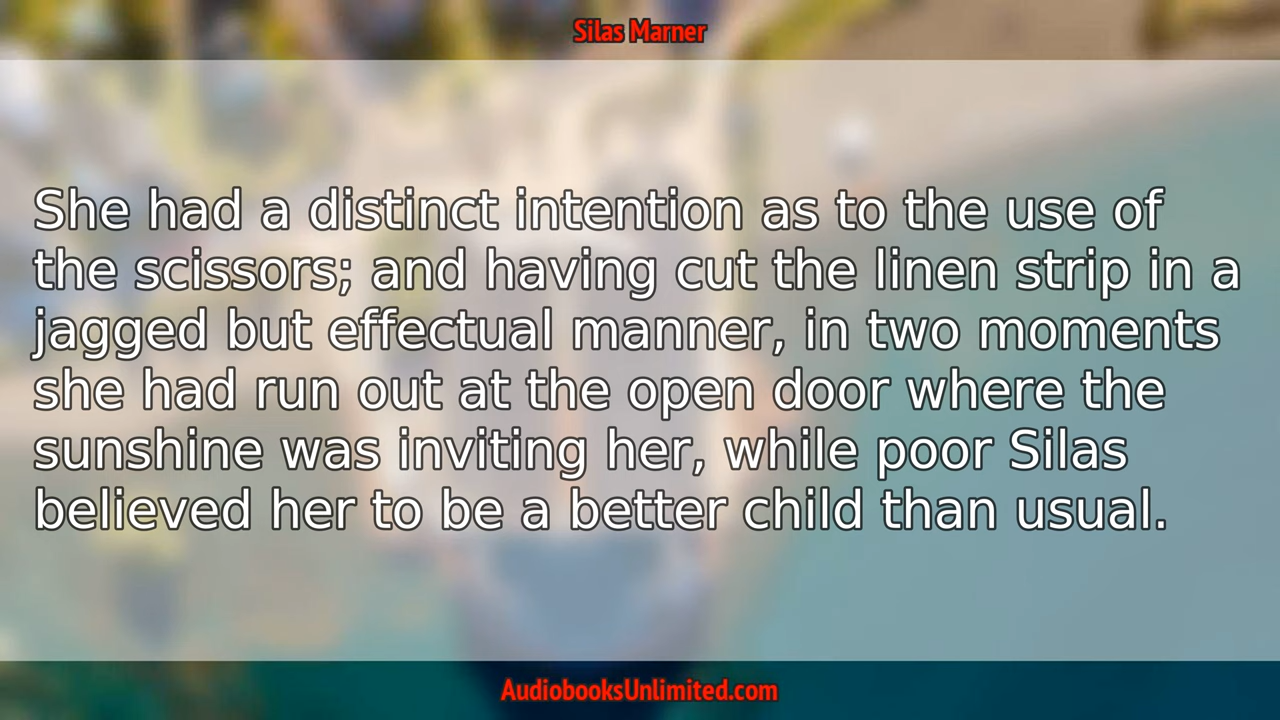 Silas Marner
She had a distinct intention as to the use of
the scissors; and having cut the linen strip in a
jagged but effectual manner, in two moments
she had run out at the open door where the
sunshine was inviting her, while poor Silas
believed her to be a better child than usual.
AudiobooksUnlimited.com